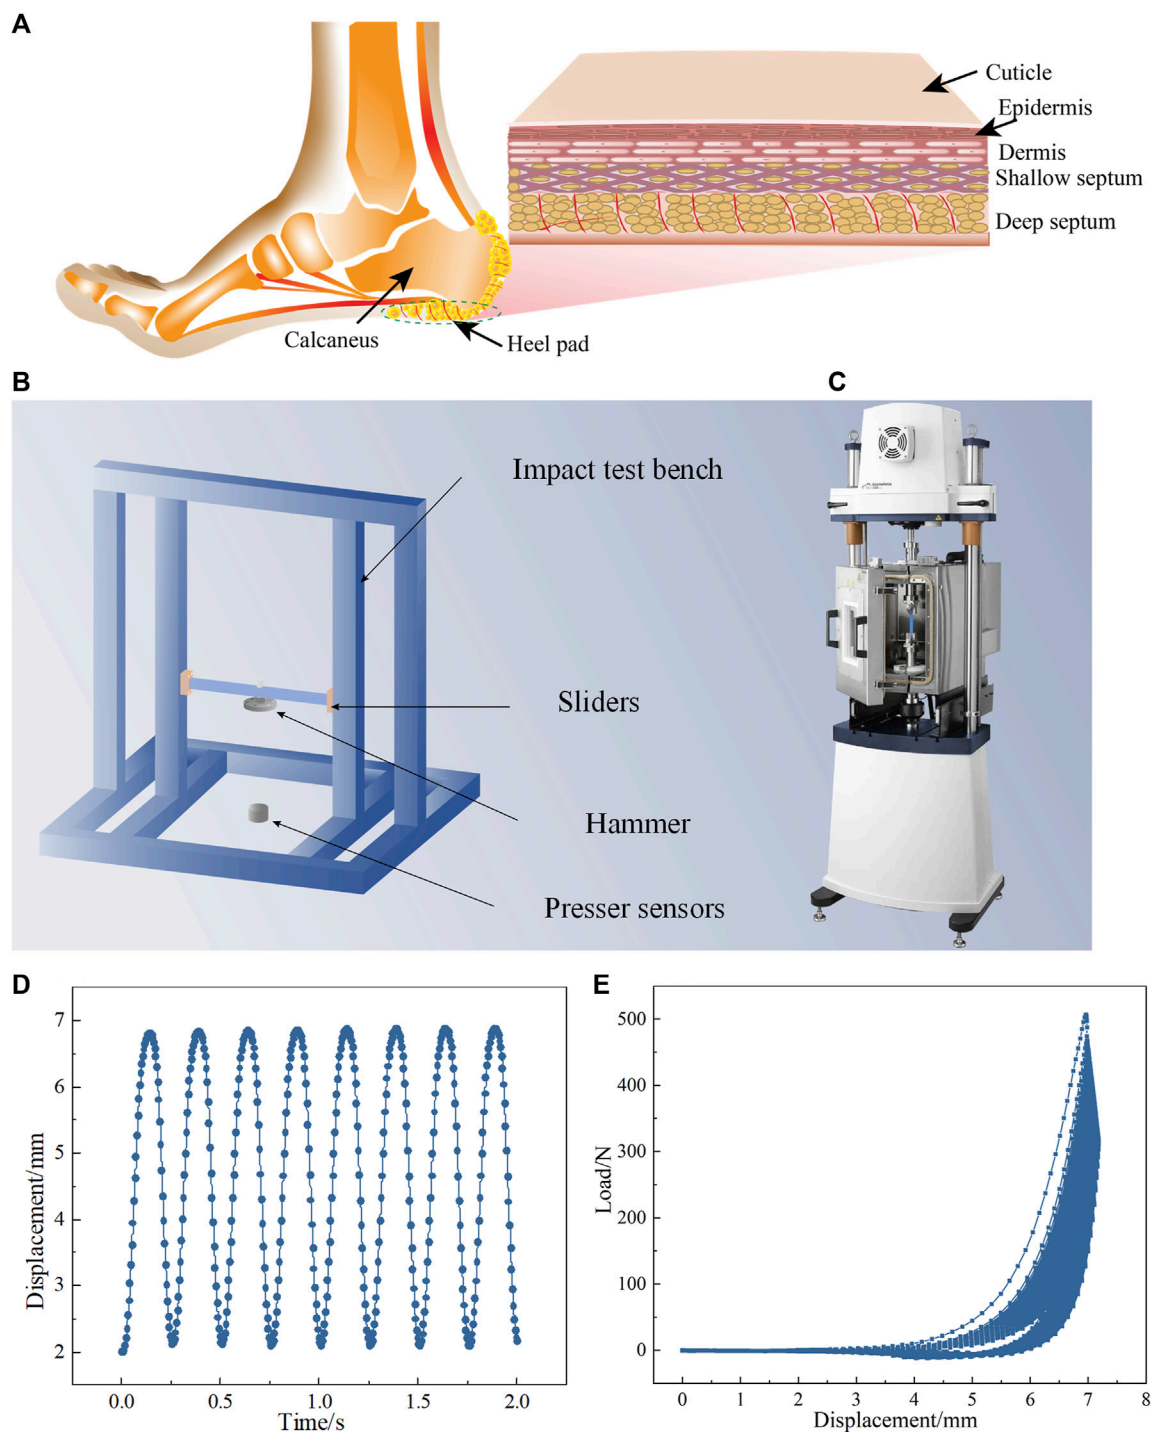 A
Cuticle
Epidermis
Dermis
Shallow septum
Deep septum
Calcaneus
Heel pad
B
C
Impact test bench
Sliders
Hammer
Presser sensors
D
7
6
5
4
3
2
Displacement/mm
0.0 0.5 1.0 1.5 2.0
Time/s
E
500
400
300
200
100
0
Load/N
0 1 2 3 4 5 6 7 8
Displacement/mm